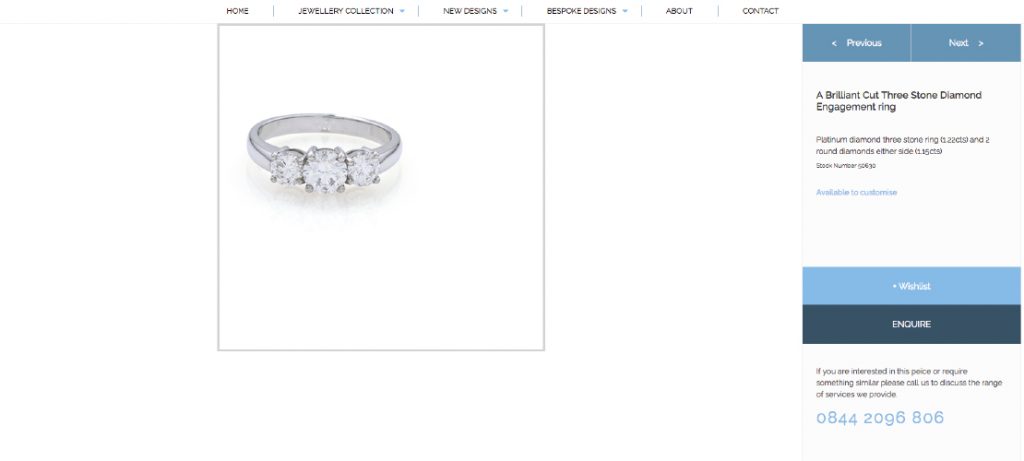 HOME JEWELLERY COLLECTION NEW DESIGNS BESPOKE DESIGNS ABOUT CONTACT
< Previous Next >
A Brilliant Cut Three Stone Diamond
Engagement ring
Platinum diamond three stone ring (1.22cts) and 2
round diamonds either side (1.15cts)
Stock Number 50630
Available to customise
+ Wishlist
ENQUIRE
If you are interested in this peice or require
something similar please call us to discuss the range
of services we provide.
0844 2096 806